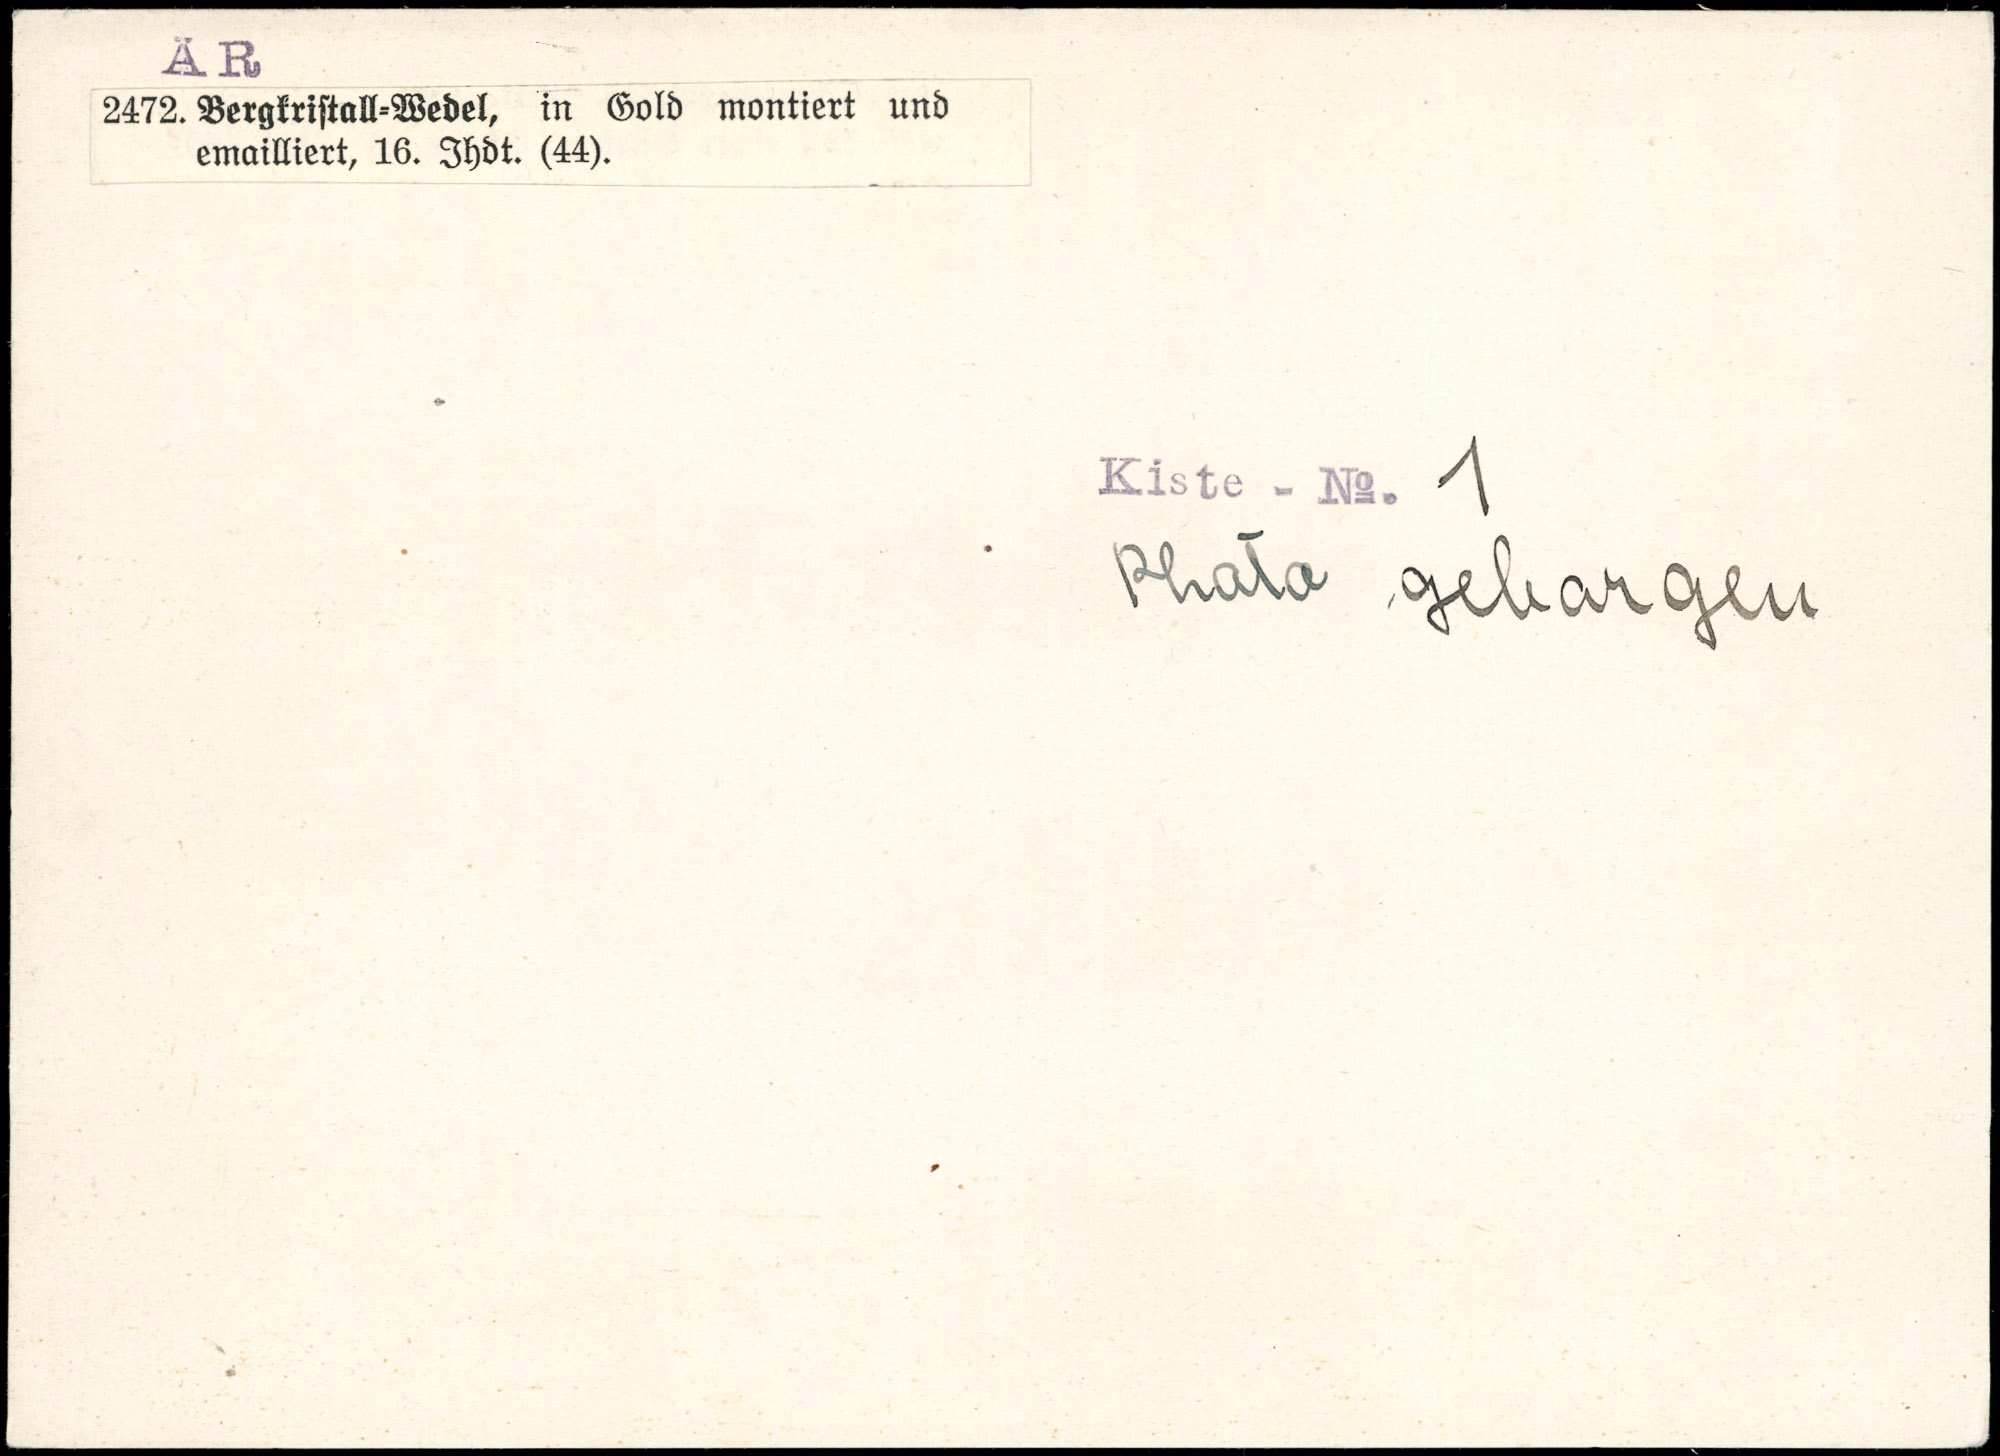 ÄR
2472. Bergkristall-Wedel, in Gold montiert und
emailliert, 16. Jhdt. (44).
Kiste - №. 1
Photo geborgen